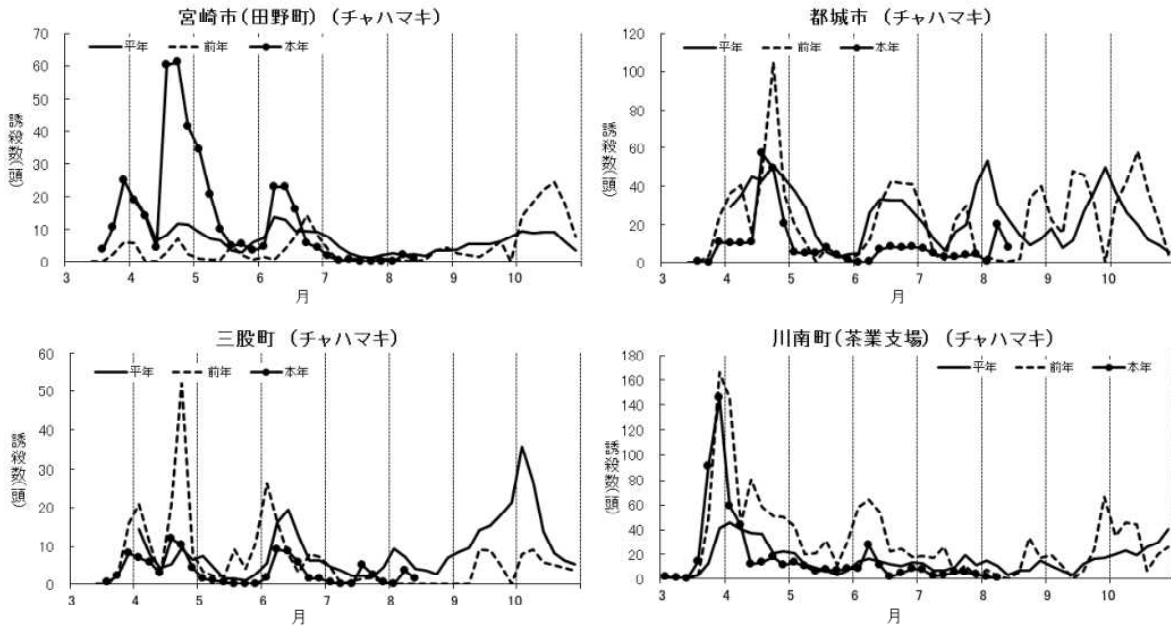 宮崎市(田野町) (チャハマキ)
平年 前年 本年
70
60
50
40
30
20
10
0
誘殺数(頭)
3 4 5 6 7 8 9 10
月
都城市 (チャハマキ)
平年 前年 本年
120
100
80
60
40
20
0
誘殺数(頭)
3 4 5 6 7 8 9 10
月
三股町 (チャハマキ)
平年 前年 本年
60
50
40
30
20
10
0
誘殺数(頭)
3 4 5 6 7 8 9 10
月
川南町(茶業支場) (チャハマキ)
平年 前年 本年
180
160
140
120
100
80
60
40
20
0
誘殺数(頭)
3 4 5 6 7 8 9 10
月